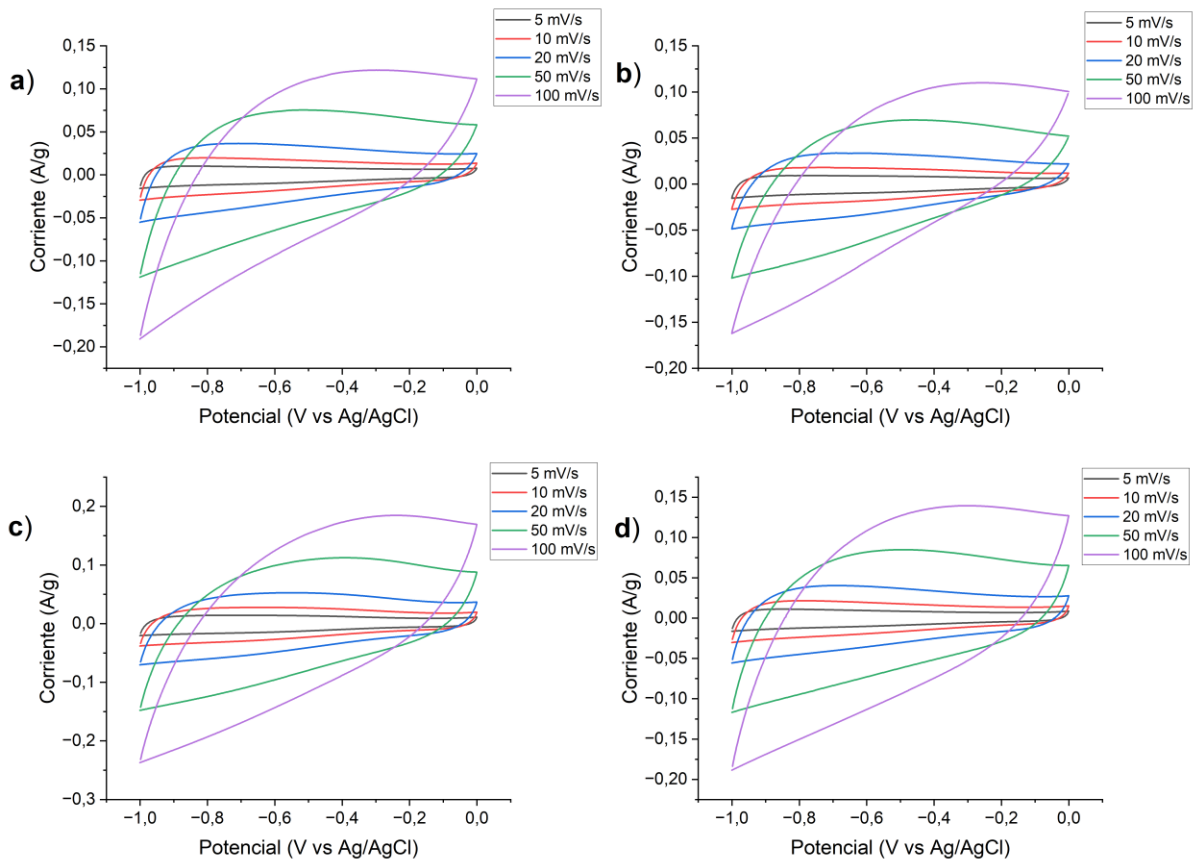 a)
5 mV/s
10 mV/s
20 mV/s
50 mV/s
100 mV/s
0,15
0,10
0,05
0,00
−0,05
−0,10
−0,15
−0,20
Corriente (A/g)
−1,0 −0,8 −0,6 −0,4 −0,2 0,0
Potencial (V vs Ag/AgCl)
b)
5 mV/s
10 mV/s
20 mV/s
50 mV/s
100 mV/s
0,15
0,10
0,05
0,00
−0,05
−0,10
−0,15
−0,20
Corriente (A/g)
−1,0 −0,8 −0,6 −0,4 −0,2 0,0
Potencial (V vs Ag/AgCl)
c)
5 mV/s
10 mV/s
20 mV/s
50 mV/s
100 mV/s
0,2
0,1
0,0
−0,1
−0,2
−0,3
Corriente (A/g)
−1,0 −0,8 −0,6 −0,4 −0,2 0,0
Potencial (V vs Ag/AgCl)
d)
5 mV/s
10 mV/s
20 mV/s
50 mV/s
100 mV/s
0,15
0,10
0,05
0,00
−0,05
−0,10
−0,15
−0,20
Corriente (A/g)
−1,0 −0,8 −0,6 −0,4 −0,2 0,0
Potencial (V vs Ag/AgCl)